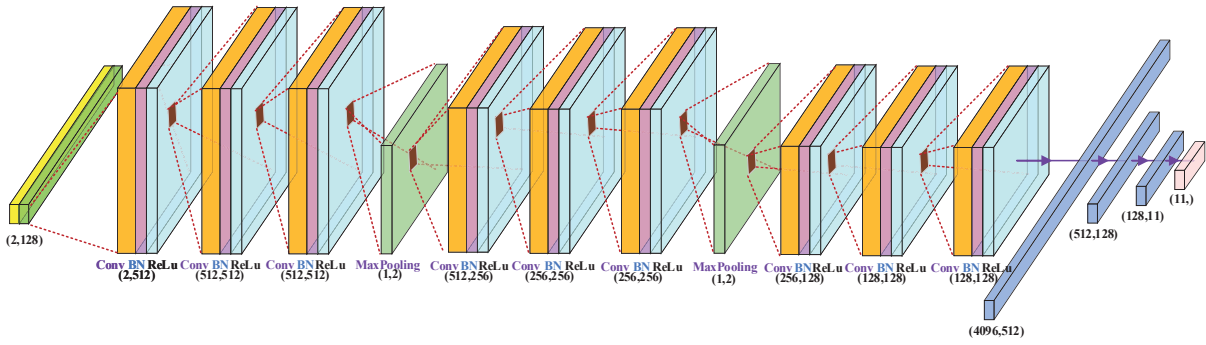 (2,128)
Conv BN ReLu
(2,512)
Conv BN ReLu
(512,512)
Conv BN ReLu
(512,512)
MaxPooling
(1,2)
Conv BN ReLu
(512,256)
Conv BN ReLu
(256,256)
Conv BN ReLu
(256,256)
MaxPooling
(1,2)
Conv BN ReLu
(256,128)
Conv BN ReLu
(128,128)
Conv BN ReLu
(128,128)
(4096,512)
(512,128)
(128,11)
(11,)